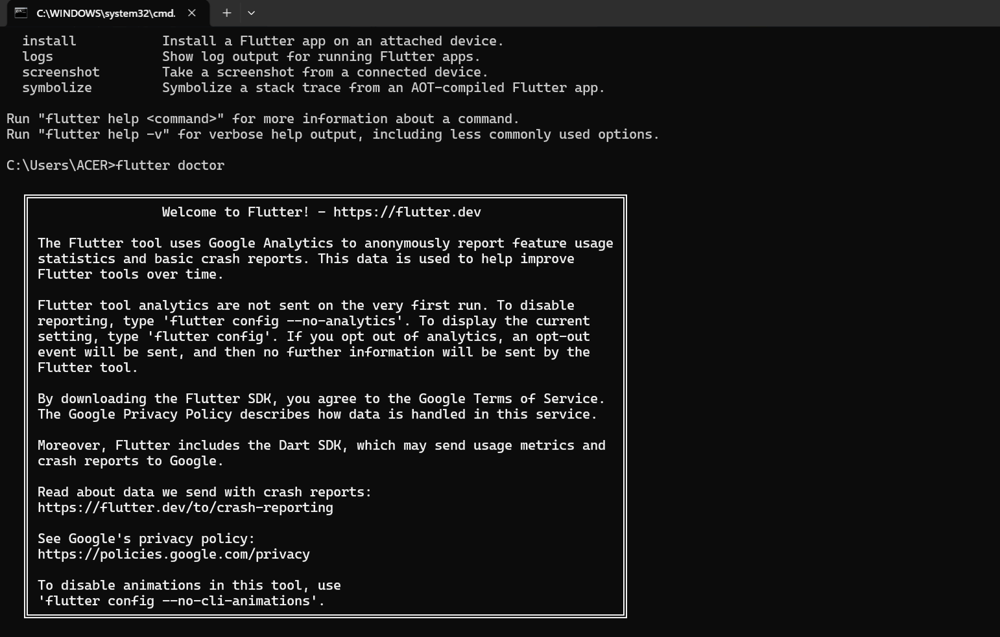 C:\WINDOWS\system32\cmd.
install Install a Flutter app on an attached device.
logs Show log output for running Flutter apps.
screenshot Take a screenshot from a connected device.
symbolize Symbolize a stack trace from an AOT-compiled Flutter app.
Run "flutter help <command>" for more information about a command.
Run "flutter help -v" for verbose help output, including less commonly used options.
C:\Users\ACER>flutter doctor
Welcome to Flutter! - https://flutter.dev
The Flutter tool uses Google Analytics to anonymously report feature usage
statistics and basic crash reports. This data is used to help improve
Flutter tools over time.
Flutter tool analytics are not sent on the very first run. To disable
reporting, type 'flutter config --no-analytics'. To display the current
setting, type 'flutter config'. If you opt out of analytics, an opt-out
event will be sent, and then no further information will be sent by the
Flutter tool.
By downloading the Flutter SDK, you agree to the Google Terms of Service.
The Google Privacy Policy describes how data is handled in this service.
Moreover, Flutter includes the Dart SDK, which may send usage metrics and
crash reports to Google.
Read about data we send with crash reports:
https://flutter.dev/to/crash-reporting
See Google's privacy policy:
https://policies.google.com/privacy
To disable animations in this tool, use
'flutter config --no-cli-animations'.